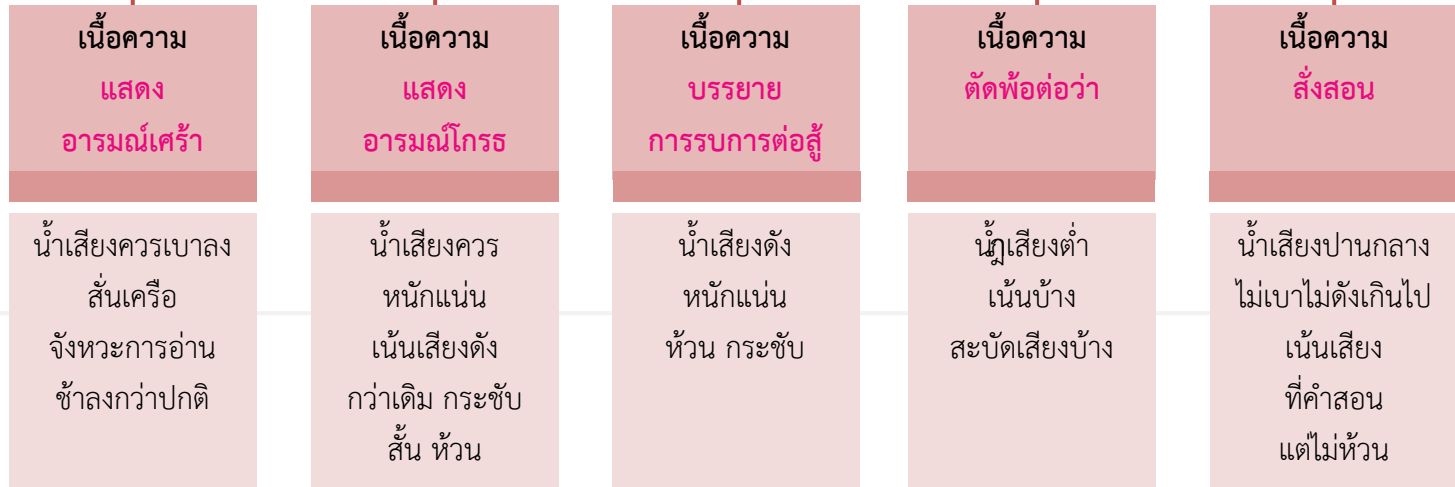 เนื้อความ
แสดง
อารมณ์เศร้า
น้ำเสียงควรเบาลง
สั่นเครือ
จังหวะการอ่าน
ช้าลงกว่าปกติ
เนื้อความ
แสดง
อารมณ์โกรธ
น้ำเสียงควร
หนักแน่น
เน้นเสียงดัง
กว่าเดิม กระชับ
สั้น ห้วน
เนื้อความ
บรรยาย
การรบการต่อสู้
น้ำเสียงดัง
หนักแน่น
ห้วน กระชับ
เนื้อความ
ตัดพ้อต่อว่า
น้ำเสียงต่ำ
เน้นบ้าง
สะบัดเสียงบ้าง
เนื้อความ
สั่งสอน
น้ำเสียงปานกลาง
ไม่เบาไม่ดังเกินไป
เน้นเสียง
ที่คำสอน
แต่ไม่ห้วน